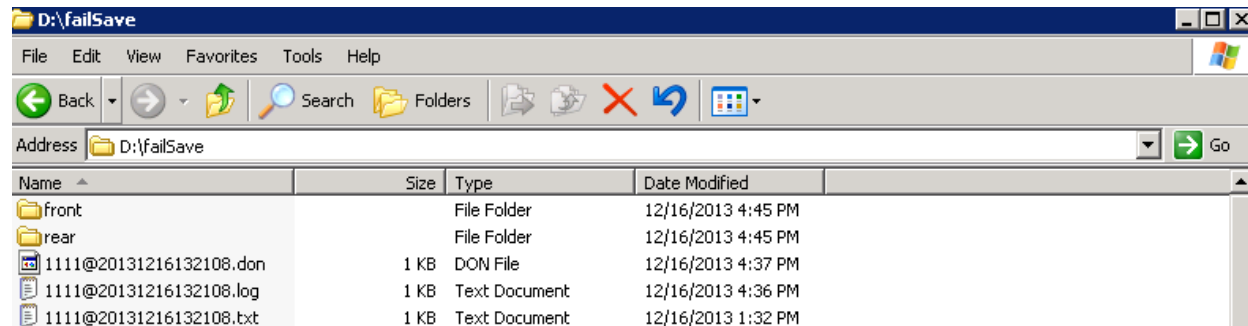 D:\failSave
File Edit View Favorites Tools Help
Back Search Folders
Address D:\failSave Go
Name Size Type Date Modified
front File Folder 12/16/2013 4:45 PM
rear File Folder 12/16/2013 4:45 PM
1111@20131216132108.don 1 KB DON File 12/16/2013 4:37 PM
1111@20131216132108.log 1 KB Text Document 12/16/2013 4:36 PM
1111@20131216132108.txt 1 KB Text Document 12/16/2013 1:32 PM